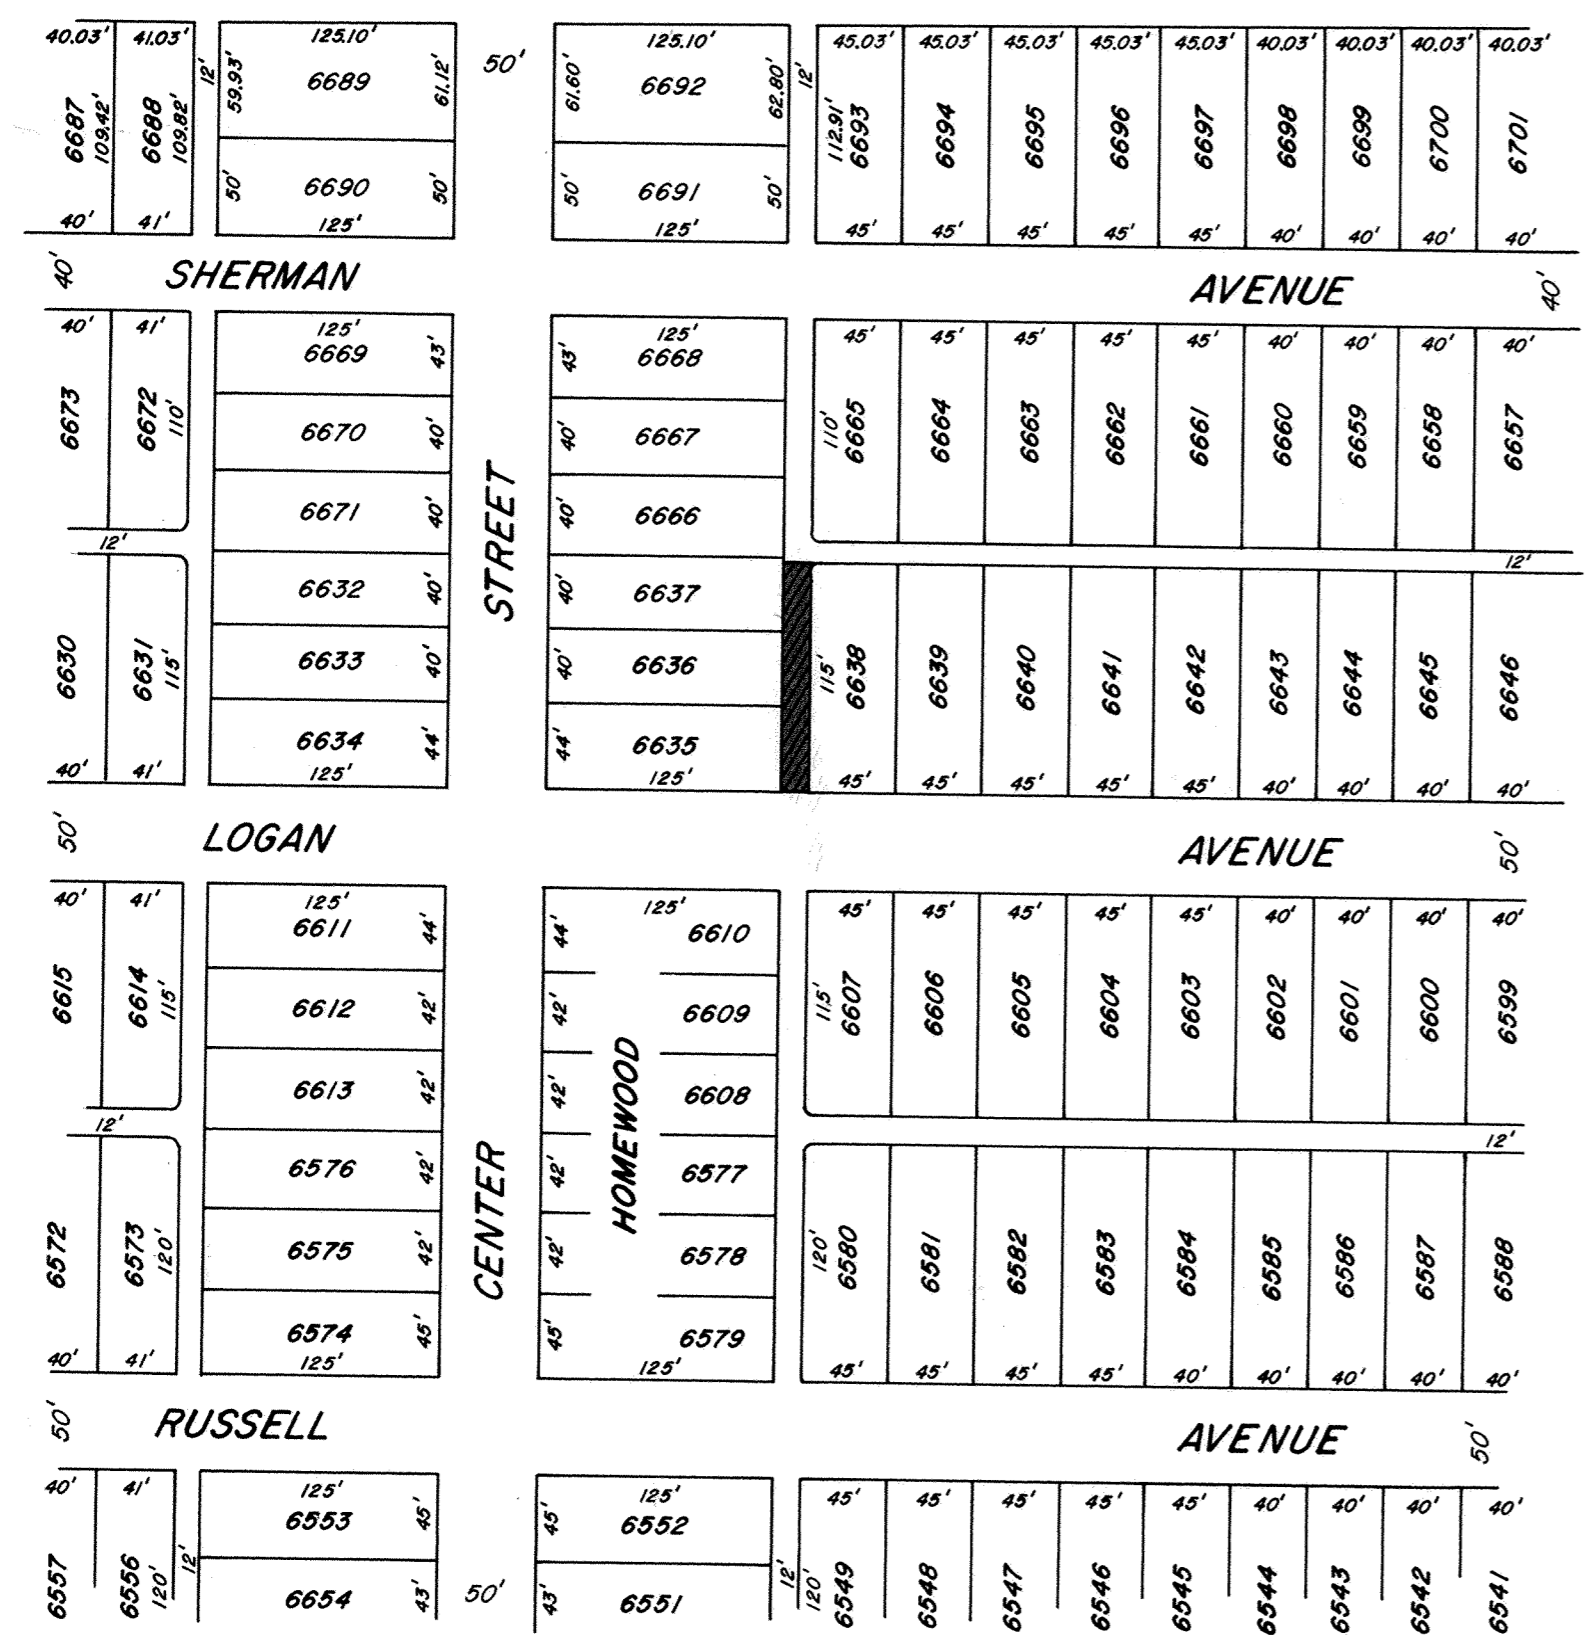 40.03' 41.03' 12' 125.10' 50' 125.10' 12' 45.03' 45.03' 45.03' 45.03' 45.03' 40.03' 40.03' 40.03' 40.03'
59.93' 6689 61.12' 61.60' 6692 62.80'
6687 109.42' 6688 109.82' 112.91' 6693 6694 6695 6696 6697 6698 6699 6700 6701
50' 6690 50' 50' 6691 50'
40' 41' 125' 125' 45' 45' 45' 45' 45' 40' 40' 40' 40'
40' SHERMAN AVENUE 40'
40' 41' 125' 125' 45' 45' 45' 45' 45' 40' 40' 40' 40'
6669 43' 43' 6668
6673 6672 110' 6670 40' 40' 6667 110' 6665 6664 6663 6662 6661 6660 6659 6658 6657
6671 40' 40' 6666
STREET
12' 12'
6632 40' 40' 6637
6630 6631 115' 6633 40' 40' 6636 115' 6638 6639 6640 6641 6642 6643 6644 6645 6646
6634 44' 44' 6635
40' 41' 125' 125' 45' 45' 45' 45' 45' 40' 40' 40' 40'
50' LOGAN AVENUE 50'
40' 41' 125' 125' 45' 45' 45' 45' 45' 40' 40' 40' 40'
6611 44' 44' 6610
6615 6614 115' 6612 42' 42' 6609 115' 6607 6606 6605 6604 6603 6602 6601 6600 6599
6613 42' 42' 6608
12' 12'
HOMEWOOD
CENTER
6576 42' 42' 6577
6572 6573 120' 6575 42' 42' 6578 120' 6580 6581 6582 6583 6584 6585 6586 6587 6588
6574 45' 45' 6579
40' 41' 125' 125' 45' 45' 45' 45' 40' 40' 40' 40' 40'
50' RUSSELL AVENUE 50'
40' 41' 125' 125' 45' 45' 45' 45' 45' 40' 40' 40' 40'
6553 45' 45' 6552
6557 6556 120' 12' 6654 43' 50' 43' 6551 12' 120' 6549 6548 6547 6546 6545 6544 6543 6542 6541